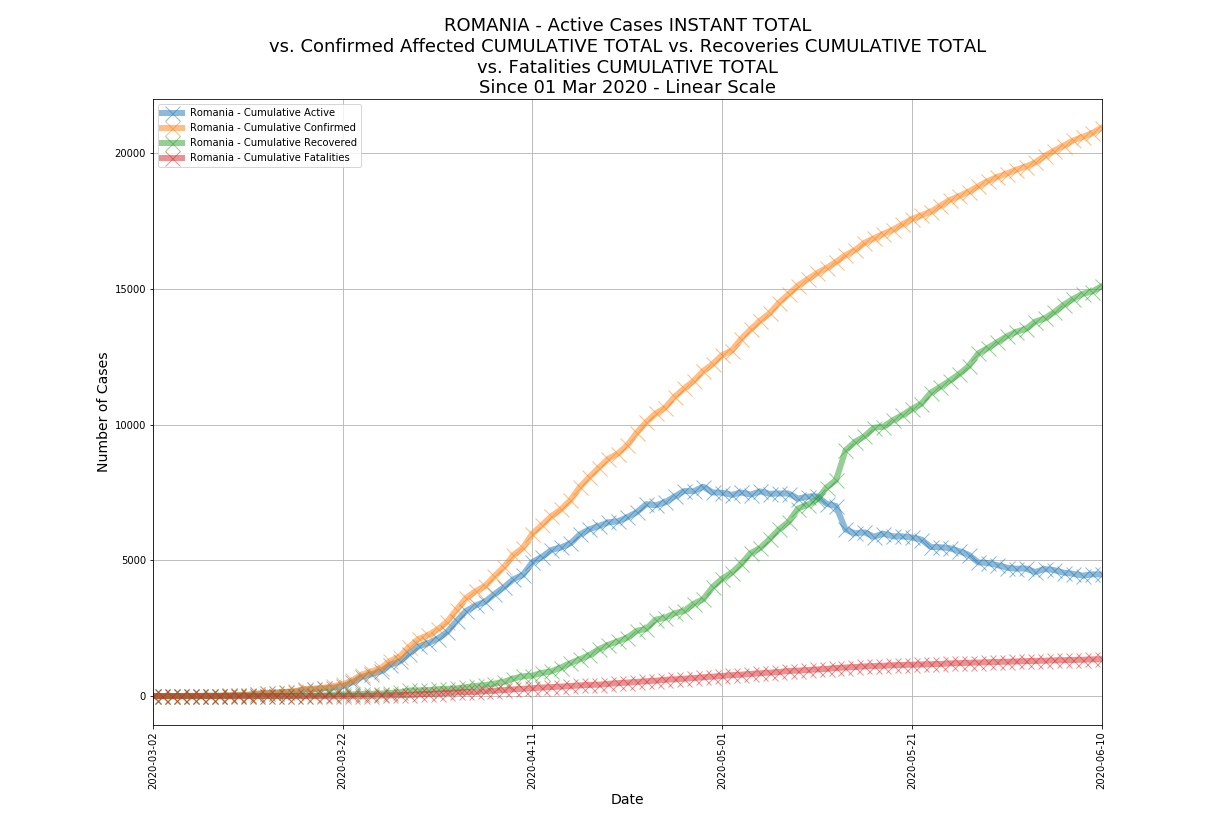 ROMANIA - Active Cases INSTANT TOTAL
vs. Confirmed Affected CUMULATIVE TOTAL vs. Recoveries CUMULATIVE TOTAL
vs. Fatalities CUMULATIVE TOTAL
Since 01 Mar 2020 - Linear Scale
Romania - Cumulative Active
Romania - Cumulative Confirmed
Romania - Cumulative Recovered
Romania - Cumulative Fatalities
20000
15000
10000
5000
0
Number of Cases
2020-03-02
2020-03-22
2020-04-11
2020-05-01
2020-05-21
2020-06-10
Date